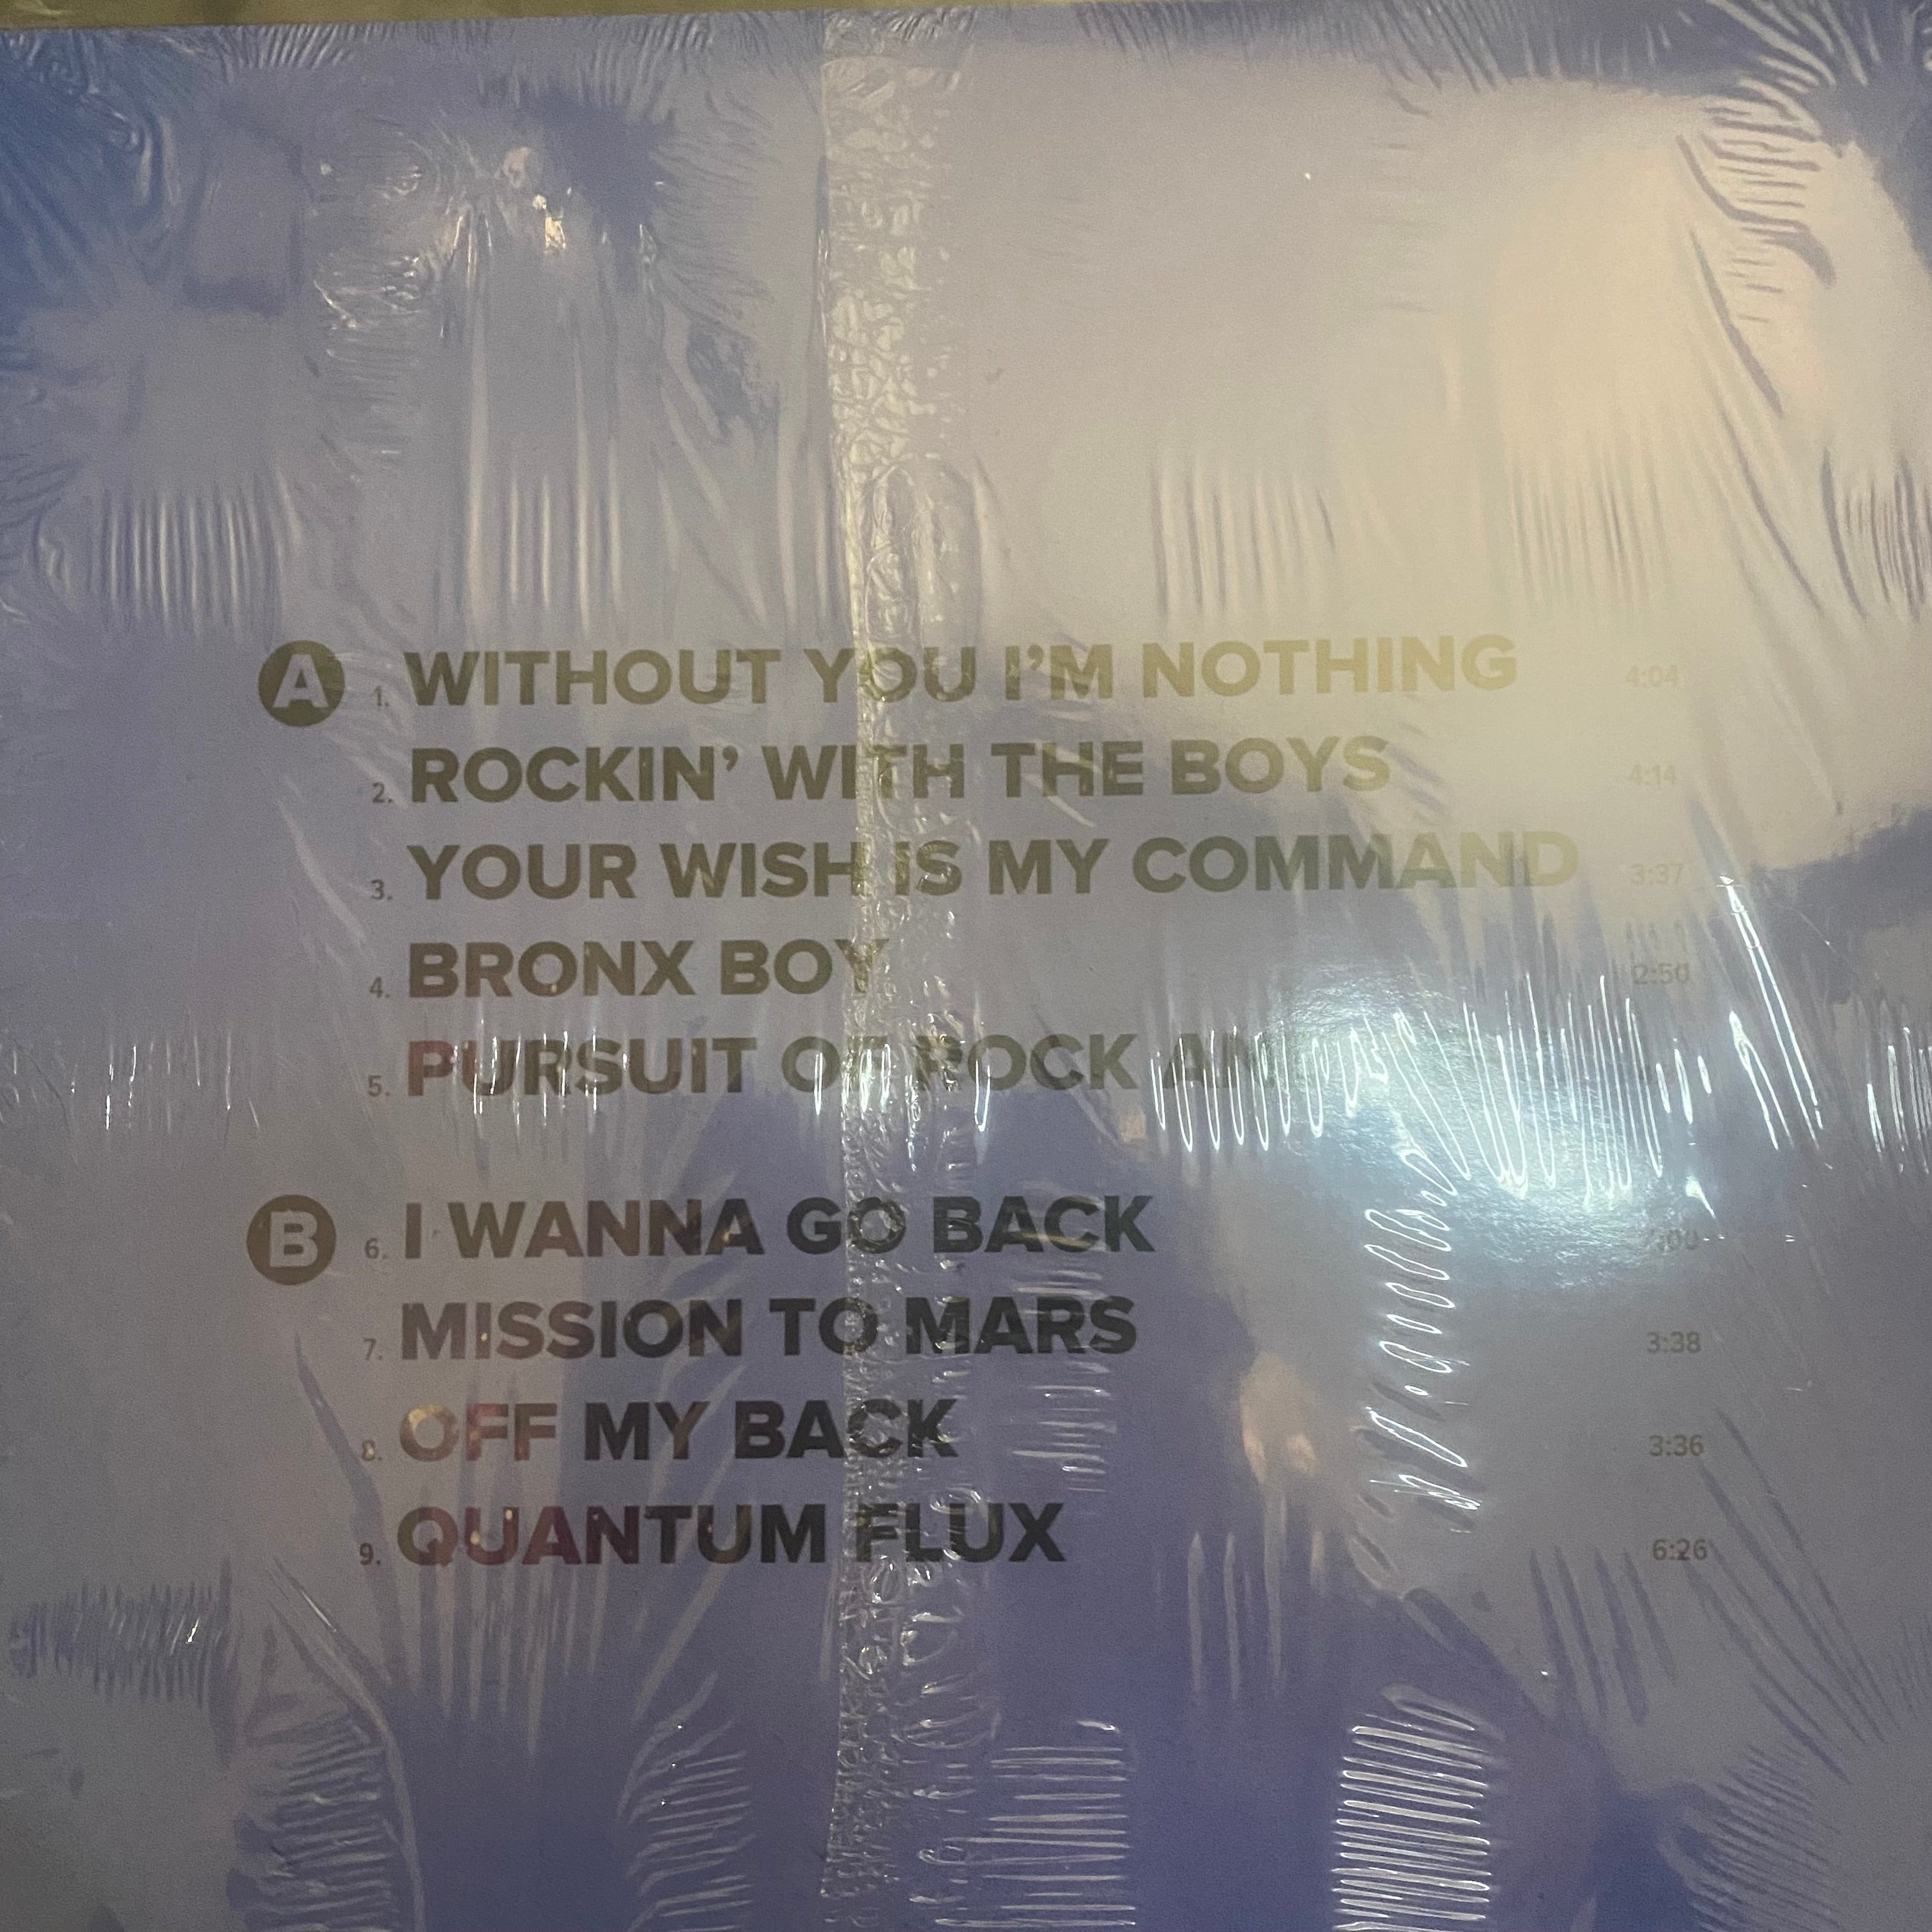 A 1. WITHOUT YOU I'M NOTHING 4:04
2. ROCKIN' WITH THE BOYS 4:14
3. YOUR WISH IS MY COMMAND 3:37
4. BRONX BOY 2:50
5. PURSUIT OF ROCK
B 6. I WANNA GO BACK
7. MISSION TO MARS 3:38
8. OFF MY BACK 3:36
9. QUANTUM FLUX 6:26